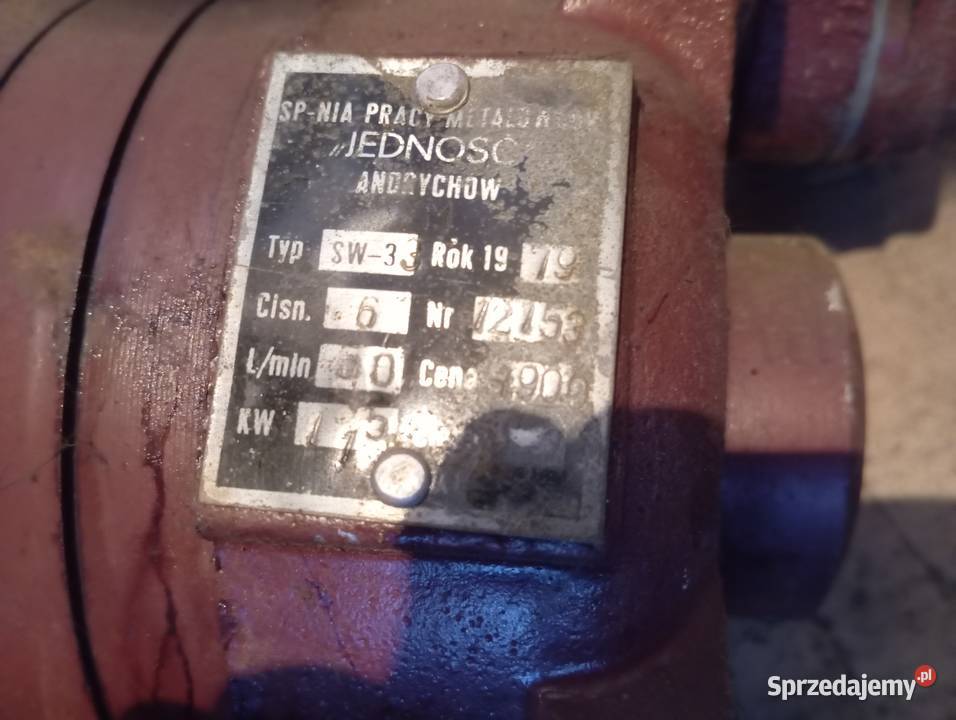 SP-NIA PRACY METALOWCÓW
„JEDNOŚĆ”
ANDRYCHÓW
Typ SW-33 Rok 19 79
Ciśn. 6 Nr 12153
L/min Cena
KW
Sprzedajemy.pl